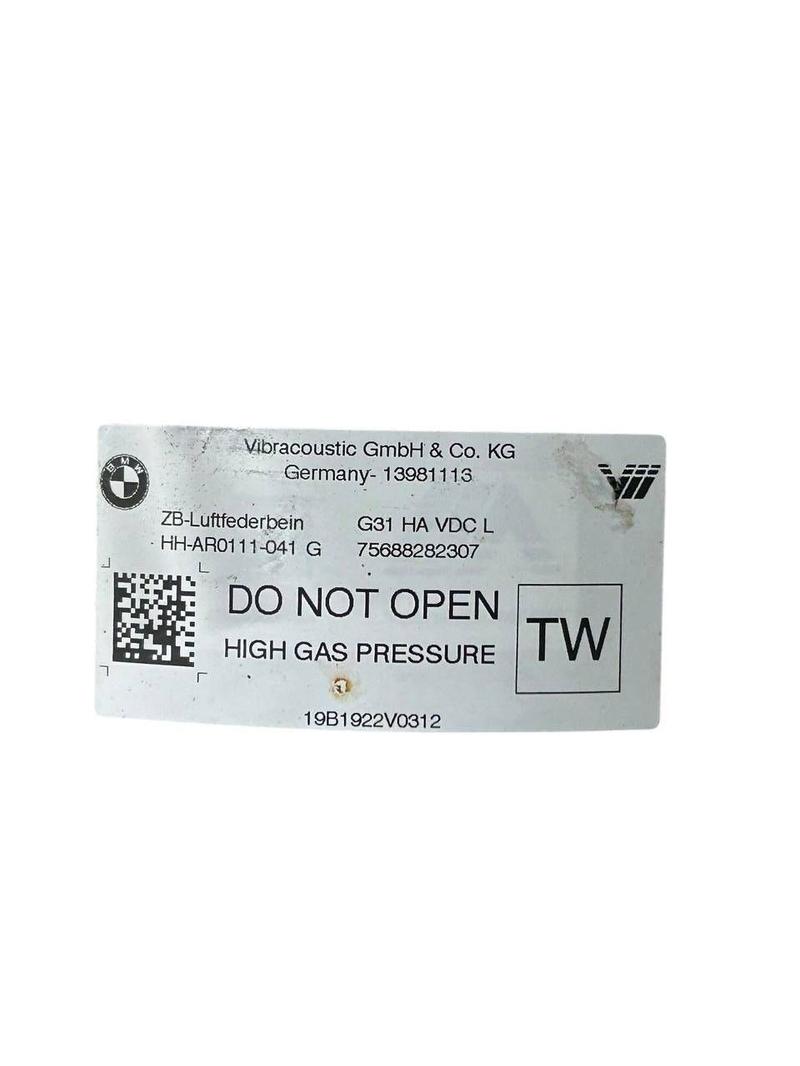 Vibracoustic GmbH & Co. KG
Germany- 13981113
BMW
ZB-Luftfederbein G31 HA VDC L
HH-AR0111-041 G 75688282307
DO NOT OPEN
HIGH GAS PRESSURE
TW
19B1922V0312